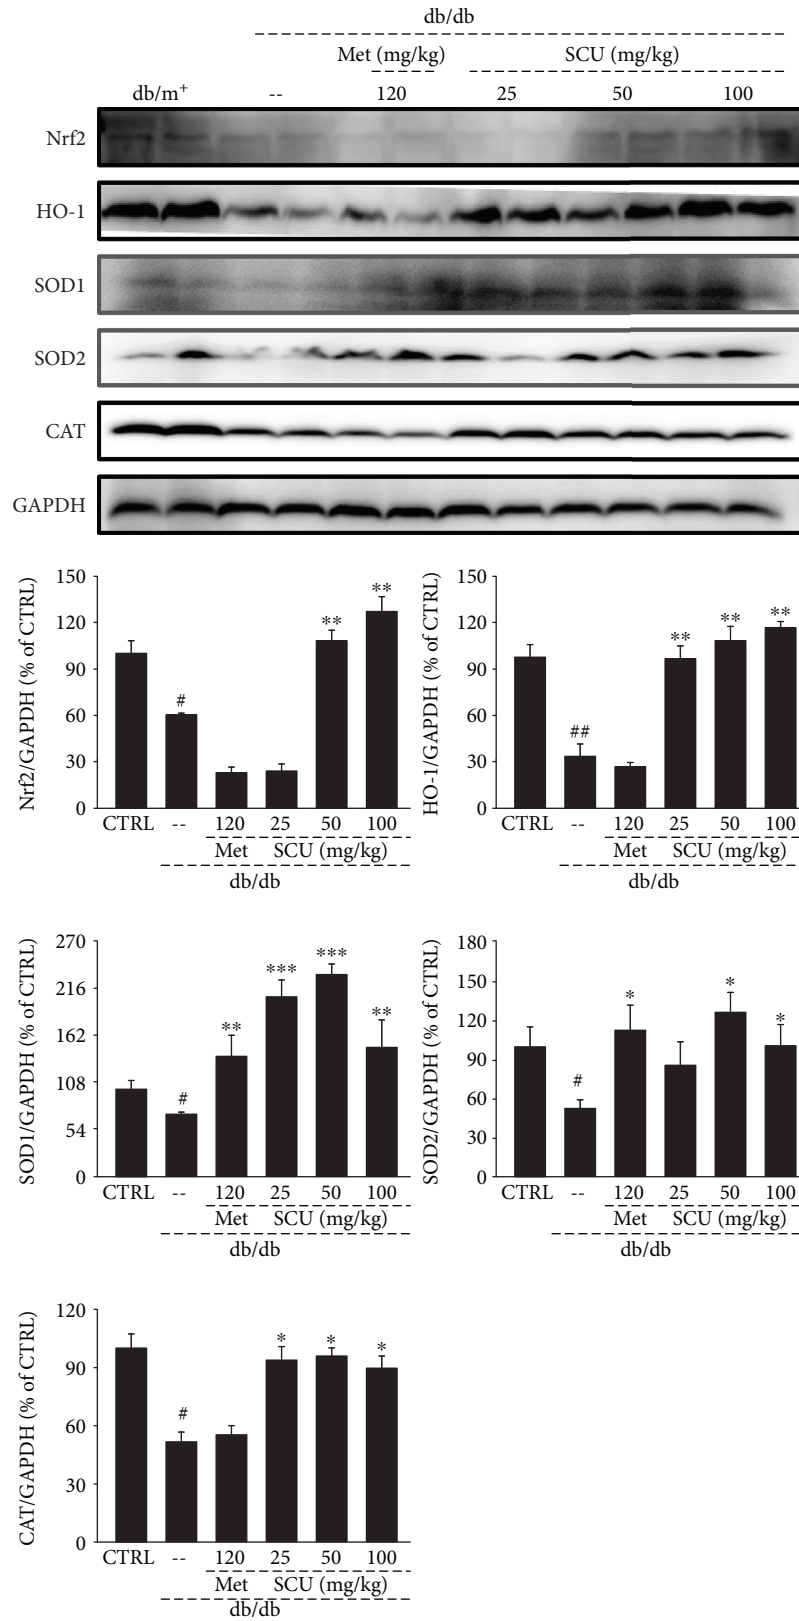 db/db
Met (mg/kg) SCU (mg/kg)
db/m+ -- 120 25 50 100
Nrf2
HO-1
SOD1
SOD2
CAT
GAPDH
Nrf2/GAPDH (% of CTRL)
150
120
90
60
30
0
#
**
**
CTRL -- 120 25 50 100
Met SCU (mg/kg)
db/db
HO-1/GAPDH (% of CTRL)
150
120
90
60
30
0
##
**
**
**
CTRL -- 120 25 50 100
Met SCU (mg/kg)
db/db
SOD1/GAPDH (% of CTRL)
270
216
162
108
54
0
#
**
***
***
**
CTRL -- 120 25 50 100
Met SCU (mg/kg)
db/db
SOD2/GAPDH (% of CTRL)
180
150
120
90
60
30
0
#
*
*
*
CTRL -- 120 25 50 100
Met SCU (mg/kg)
db/db
CAT/GAPDH (% of CTRL)
120
90
60
30
0
#
*
*
*
CTRL -- 120 25 50 100
Met SCU (mg/kg)
db/db